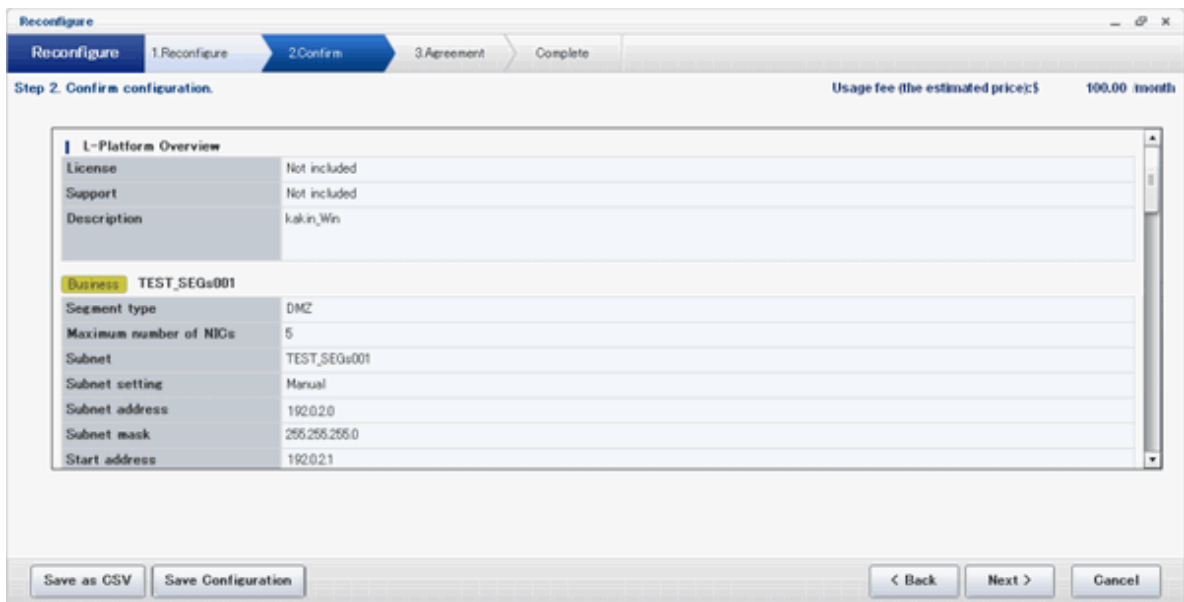 Reconfigure
Reconfigure 1.Reconfigure 2.Confirm 3.Agreement Complete
Step 2. Confirm configuration. Usage fee (the estimated price):$ 100.00 /month
L-Platform Overview
License Not included
Support Not included
Description kakin_Win
Business TEST_SEGs001
Segment type DMZ
Maximum number of NICs 5
Subnet TEST_SEGs001
Subnet setting Manual
Subnet address 192.0.2.0
Subnet mask 255.255.255.0
Start address 192.0.2.1
Save as CSV Save Configuration < Back Next > Cancel